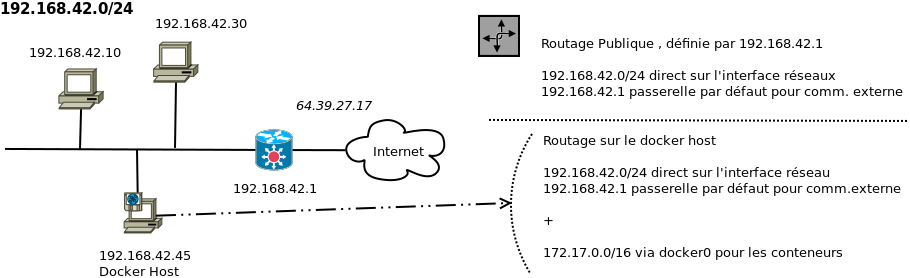 192.168.42.0/24
192.168.42.30
192.168.42.10
64.39.27.17
Internet
192.168.42.1
192.168.42.45
Docker Host
Routage Publique , définie par 192.168.42.1
192.168.42.0/24 direct sur l'interface réseaux
192.168.42.1 passerelle par défaut pour comm. externe
Routage sur le docker host
192.168.42.0/24 direct sur l'interface réseau
192.168.42.1 passerelle par défaut pour comm.externe
+
172.17.0.0/16 via docker0 pour les conteneurs